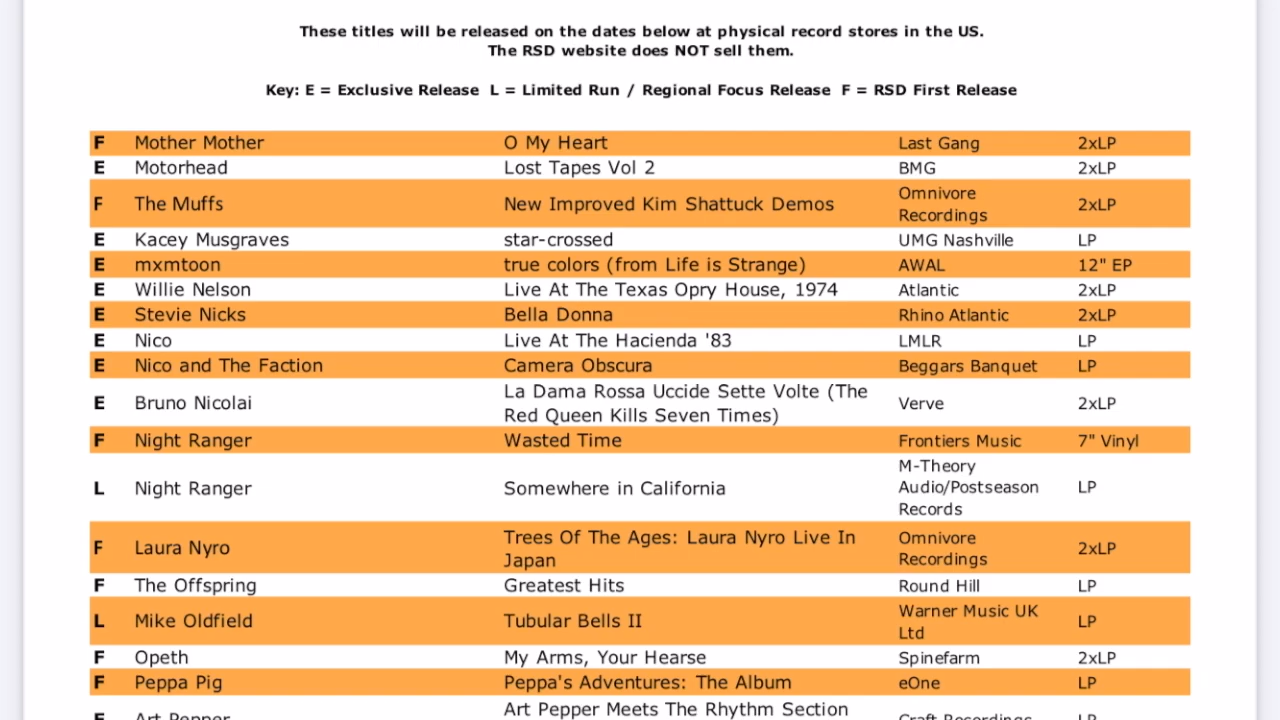 These titles will be released on the dates below at physical record stores in the US.
The RSD website does NOT sell them.
Key: E = Exclusive Release L = Limited Run / Regional Focus Release F = RSD First Release
F Mother Mother O My Heart Last Gang 2xLP
E Motorhead Lost Tapes Vol 2 BMG 2xLP
F The Muffs New Improved Kim Shattuck Demos Omnivore Recordings 2xLP
E Kacey Musgraves star-crossed UMG Nashville LP
E mxmtoon true colors (from Life is Strange) AWAL 12" EP
E Willie Nelson Live At The Texas Opry House, 1974 Atlantic 2xLP
E Stevie Nicks Bella Donna Rhino Atlantic 2xLP
E Nico Live At The Hacienda '83 LMLR LP
E Nico and The Faction Camera Obscura Beggars Banquet LP
E Bruno Nicolai La Dama Rossa Uccide Sette Volte (The Red Queen Kills Seven Times) Verve 2xLP
F Night Ranger Wasted Time Frontiers Music 7" Vinyl
L Night Ranger Somewhere in California M-Theory Audio/Postseason Records LP
F Laura Nyro Trees Of The Ages: Laura Nyro Live In Japan Omnivore Recordings 2xLP
F The Offspring Greatest Hits Round Hill LP
L Mike Oldfield Tubular Bells II Warner Music UK Ltd LP
F Opeth My Arms, Your Hearse Spinefarm 2xLP
F Peppa Pig Peppa's Adventures: The Album eOne LP
Art Pepper Art Pepper Meets The Rhythm Section Craft Recordings LP